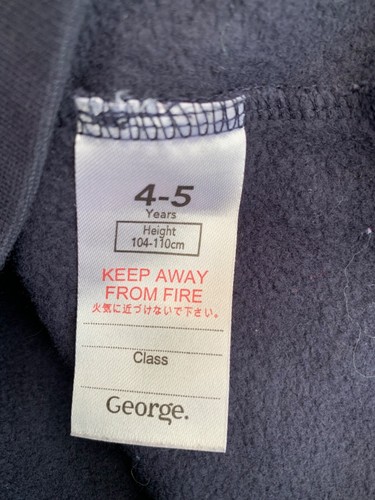 4-5
Years
Height
104-110cm
KEEP AWAY
FROM FIRE
火気に近づけないで下さい。
Class
George.